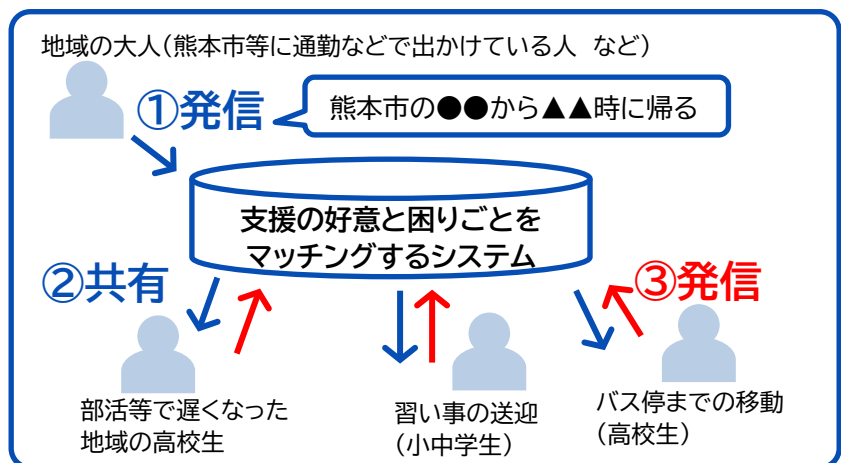 地域の大人(熊本市等に通勤などで出かけている人 など)
①発信
熊本市の●●から▲▲時に帰る
支援の好意と困りごとを
マッチングするシステム
②共有
③発信
部活等で遅くなった
地域の高校生
習い事の送迎
(小中学生)
バス停までの移動
(高校生)